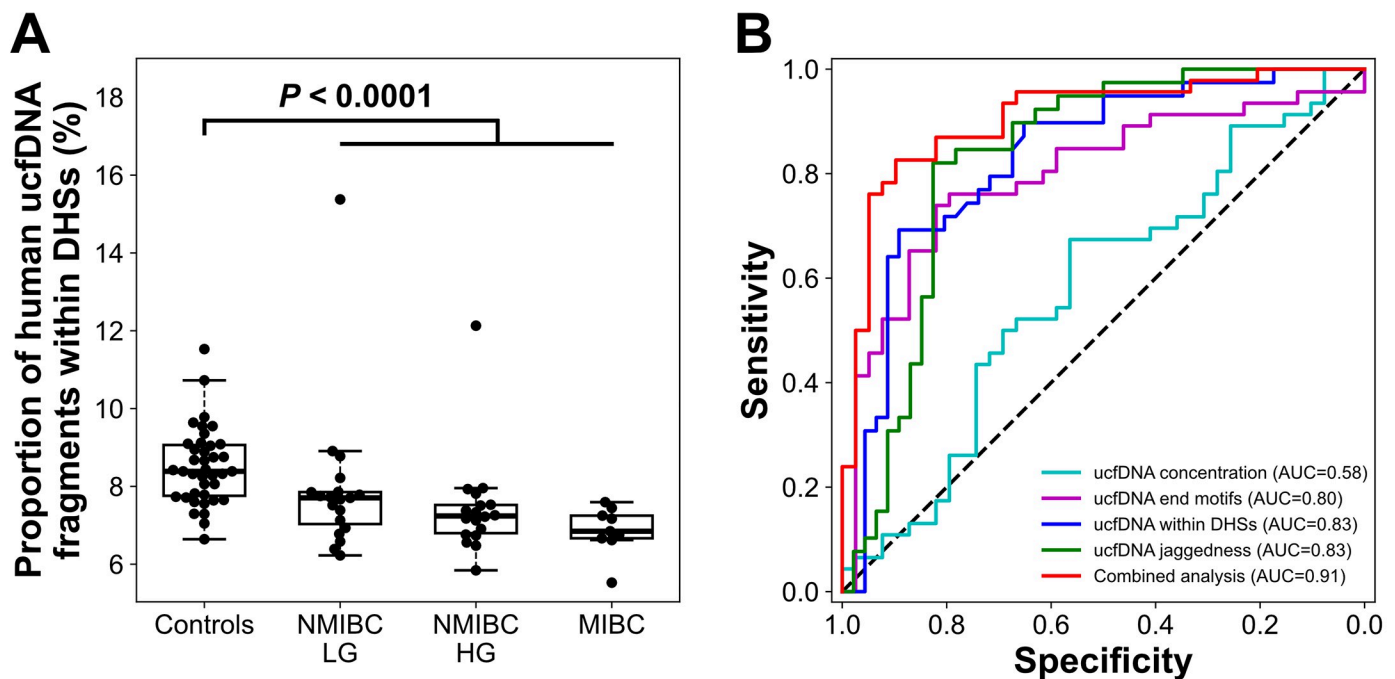 A
Proportion of human ucfDNA
fragments within DHSs (%)
18
16
14
12
10
8
6
P < 0.0001
Controls
NMIBC
LG
NMIBC
HG
MIBC
B
Sensitivity
1.0
0.8
0.6
0.4
0.2
0.0
ucfDNA concentration (AUC=0.58)
ucfDNA end motifs (AUC=0.80)
ucfDNA within DHSs (AUC=0.83)
ucfDNA jaggedness (AUC=0.83)
Combined analysis (AUC=0.91)
1.0 0.8 0.6 0.4 0.2 0.0
Specificity